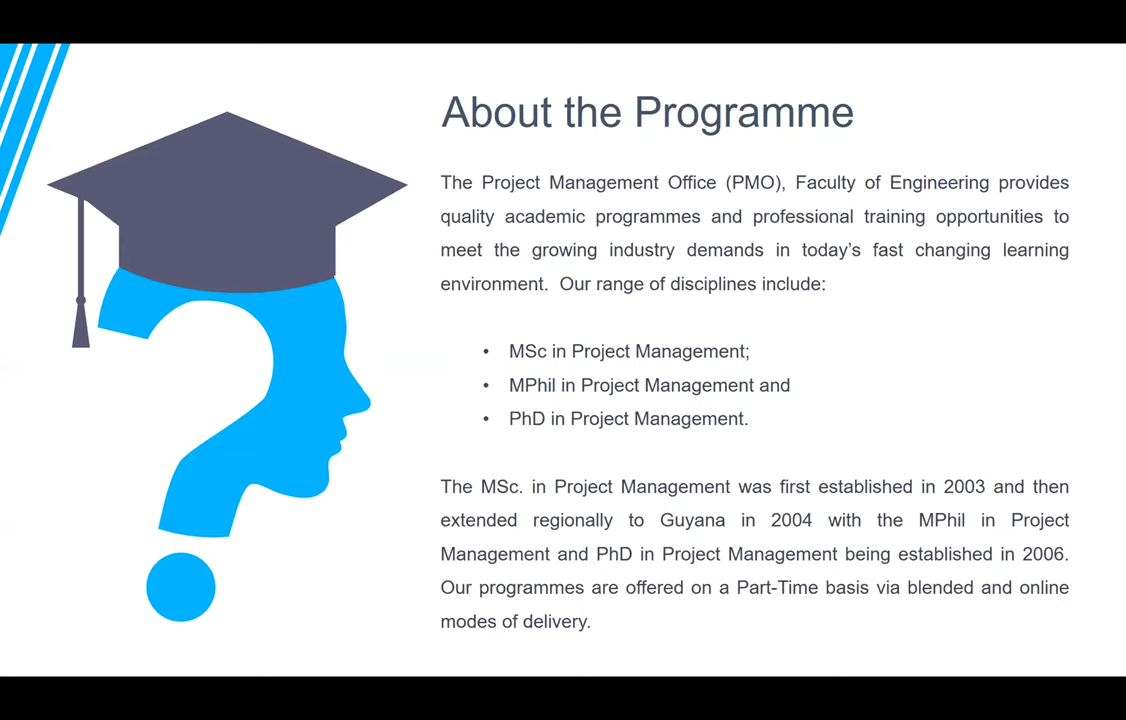 About the Programme
The Project Management Office (PMO), Faculty of Engineering provides
quality academic programmes and professional training opportunities to
meet the growing industry demands in today’s fast changing learning
environment.  Our range of disciplines include:
• MSc in Project Management;
• MPhil in Project Management and
• PhD in Project Management.
The MSc. in Project Management was first established in 2003 and then
extended regionally to Guyana in 2004 with the MPhil in Project
Management and PhD in Project Management being established in 2006.
Our programmes are offered on a Part-Time basis via blended and online
modes of delivery.